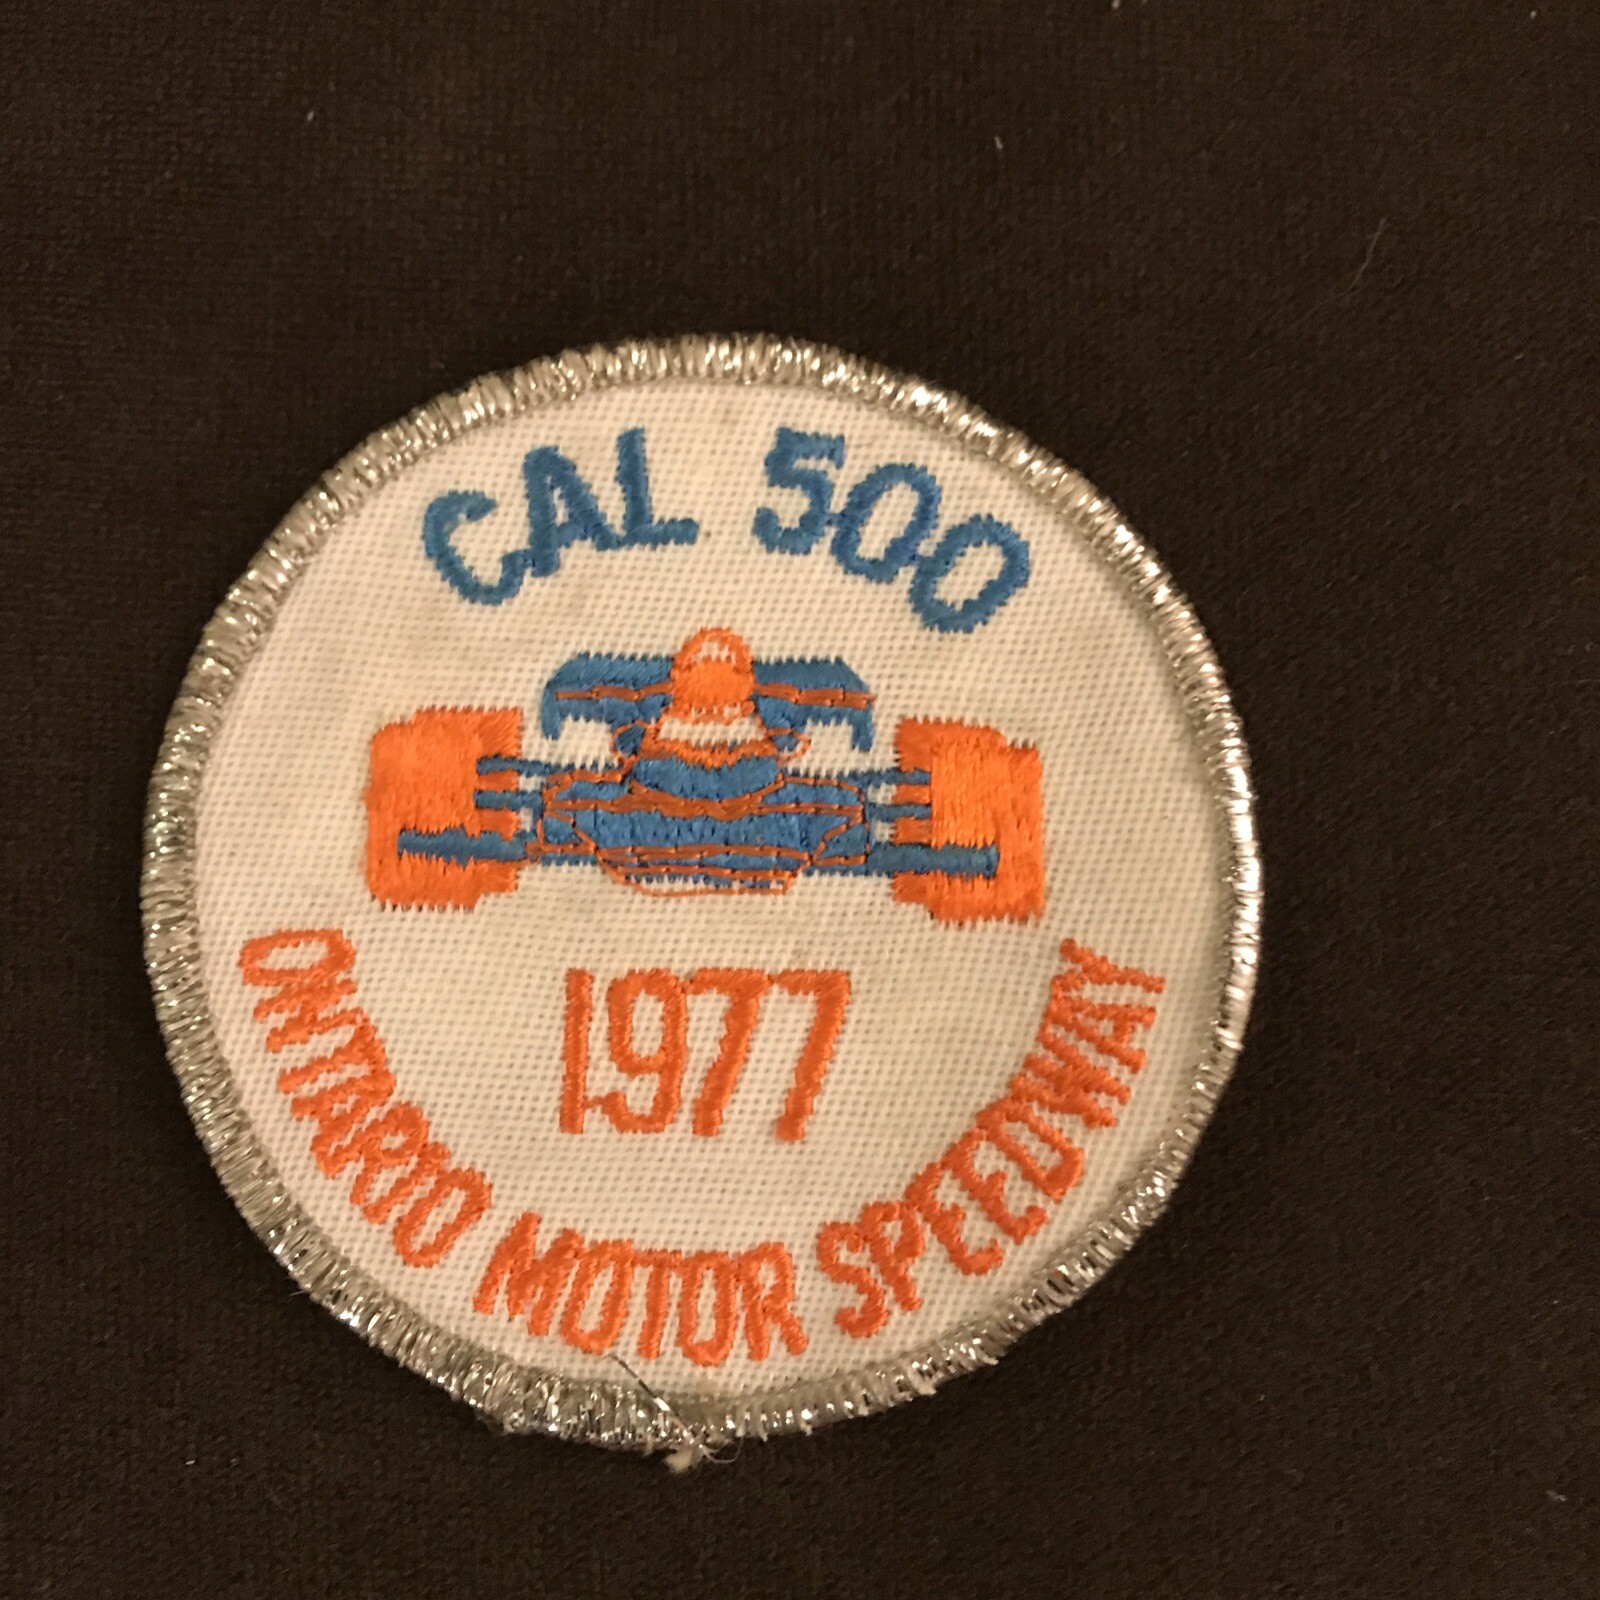 CAL 500
1977
ONTARIO MOTOR SPEEDWAY